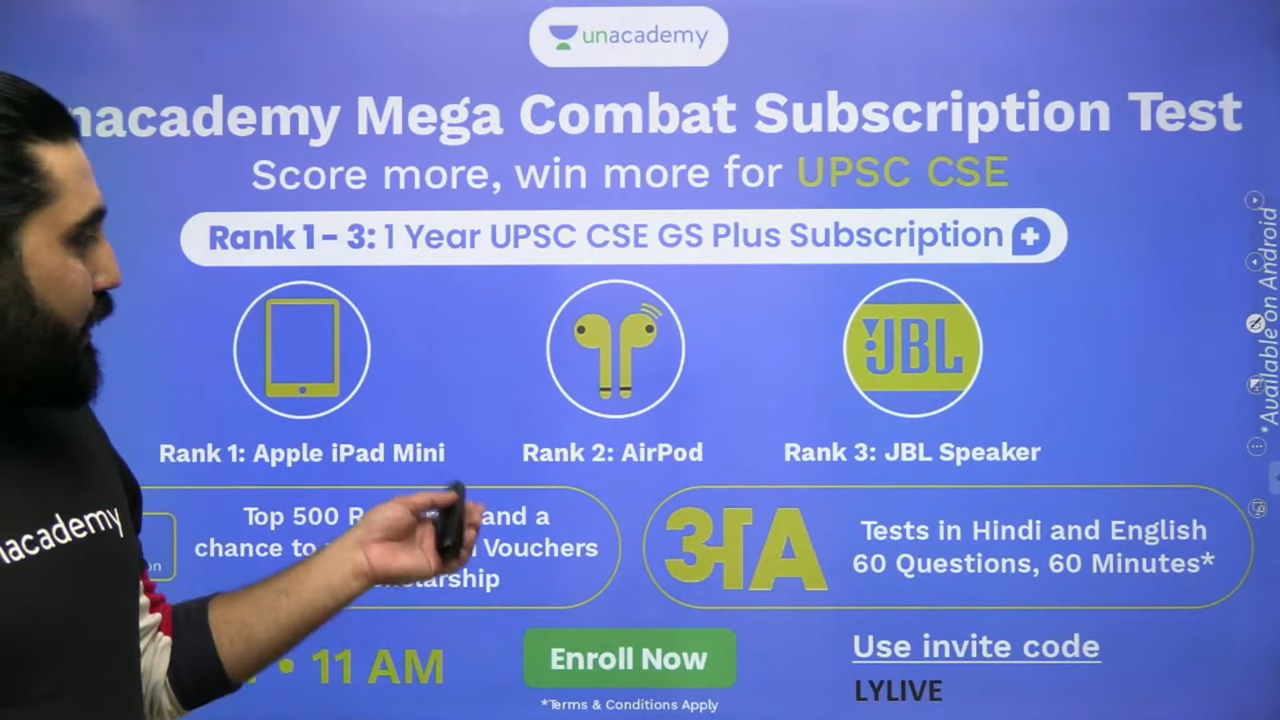 unacademy
nacademy Mega Combat Subscription Test
Score more, win more for UPSC CSE
Rank 1 - 3: 1 Year UPSC CSE GS Plus Subscription
JBL
Rank 1: Apple iPad Mini
Rank 2: AirPod
Rank 3: JBL Speaker
Top 500 and a
chance to Vouchers
अA
Tests in Hindi and English
60 Questions, 60 Minutes*
• 11 AM
Enroll Now
*Terms & Conditions Apply
Use invite code
LYLIVE
*Available on Android
nacademy